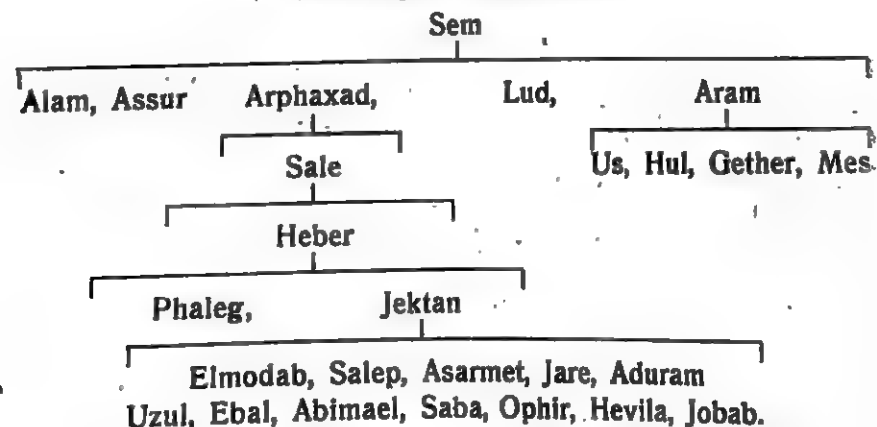 Sem
Alam, Assur Arphaxad, Lud, Aram
Us, Hul, Gether, Mes
Sale
Heber
Phaleg, Jektan
Elmodab, Salep, Asarmet, Jare, Aduram
Uzul, Ebal, Abimael, Saba, Ophir, Hevila, Jobab.